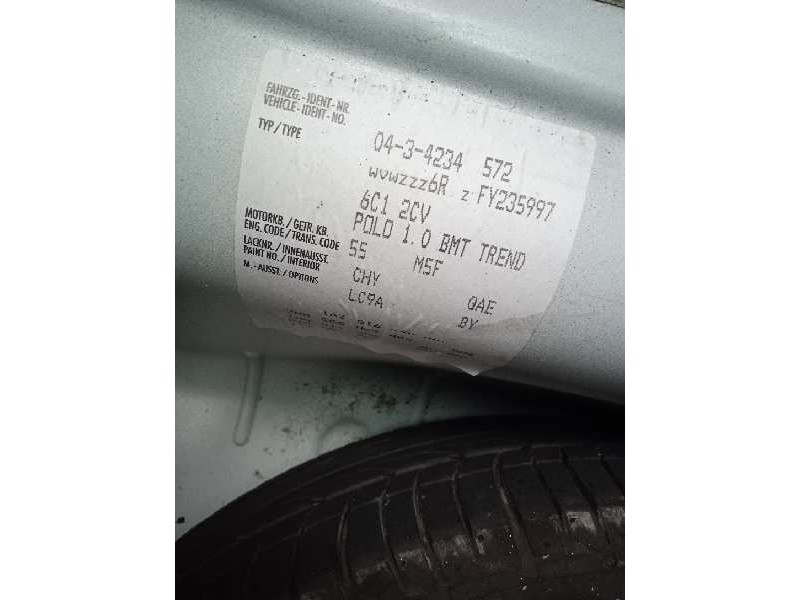 FAHRZG.-IDENT-NR.
VEHICLE-IDENT-NO.
TYP/TYPE
04-3-4234 572
WVWZZZ6R Z FY235997
6C1 2CV
POLO 1.0 BMT TREND
MOTORKB./GETR.KB.
ENG.CODE/TRANS.CODE
55 M5F
LACKNR./INNENAUSST.
PAINT NO./INTERIOR
CHY QAE
M.-AUSST./OPTIONS
LC9A BY